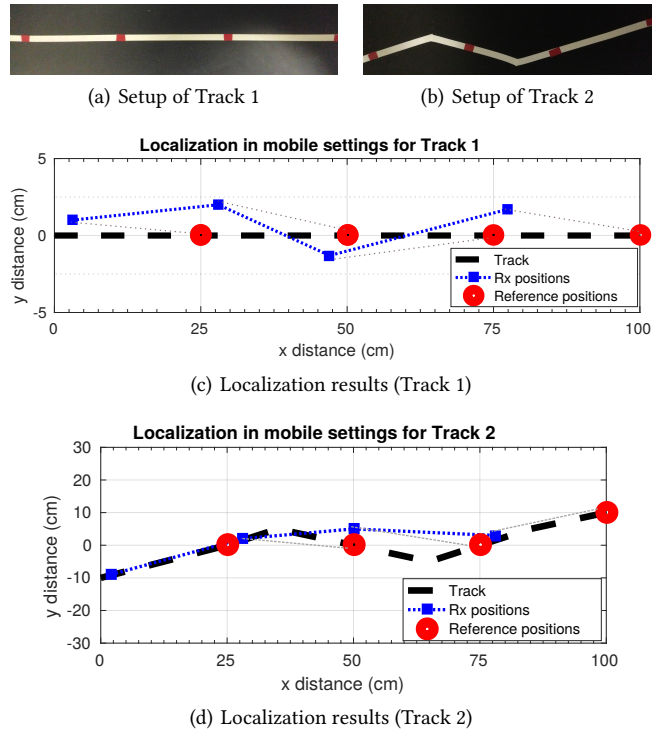 (a) Setup of Track 1
(b) Setup of Track 2
Localization in mobile settings for Track 1
5
0
-5
y distance (cm)
Track
Rx positions
Reference positions
0 25 50 75 100
x distance (cm)
(c) Localization results (Track 1)
Localization in mobile settings for Track 2
30
20
10
0
-10
-20
-30
y distance (cm)
Track
Rx positions
Reference positions
0 25 50 75 100
x distance (cm)
(d) Localization results (Track 2)